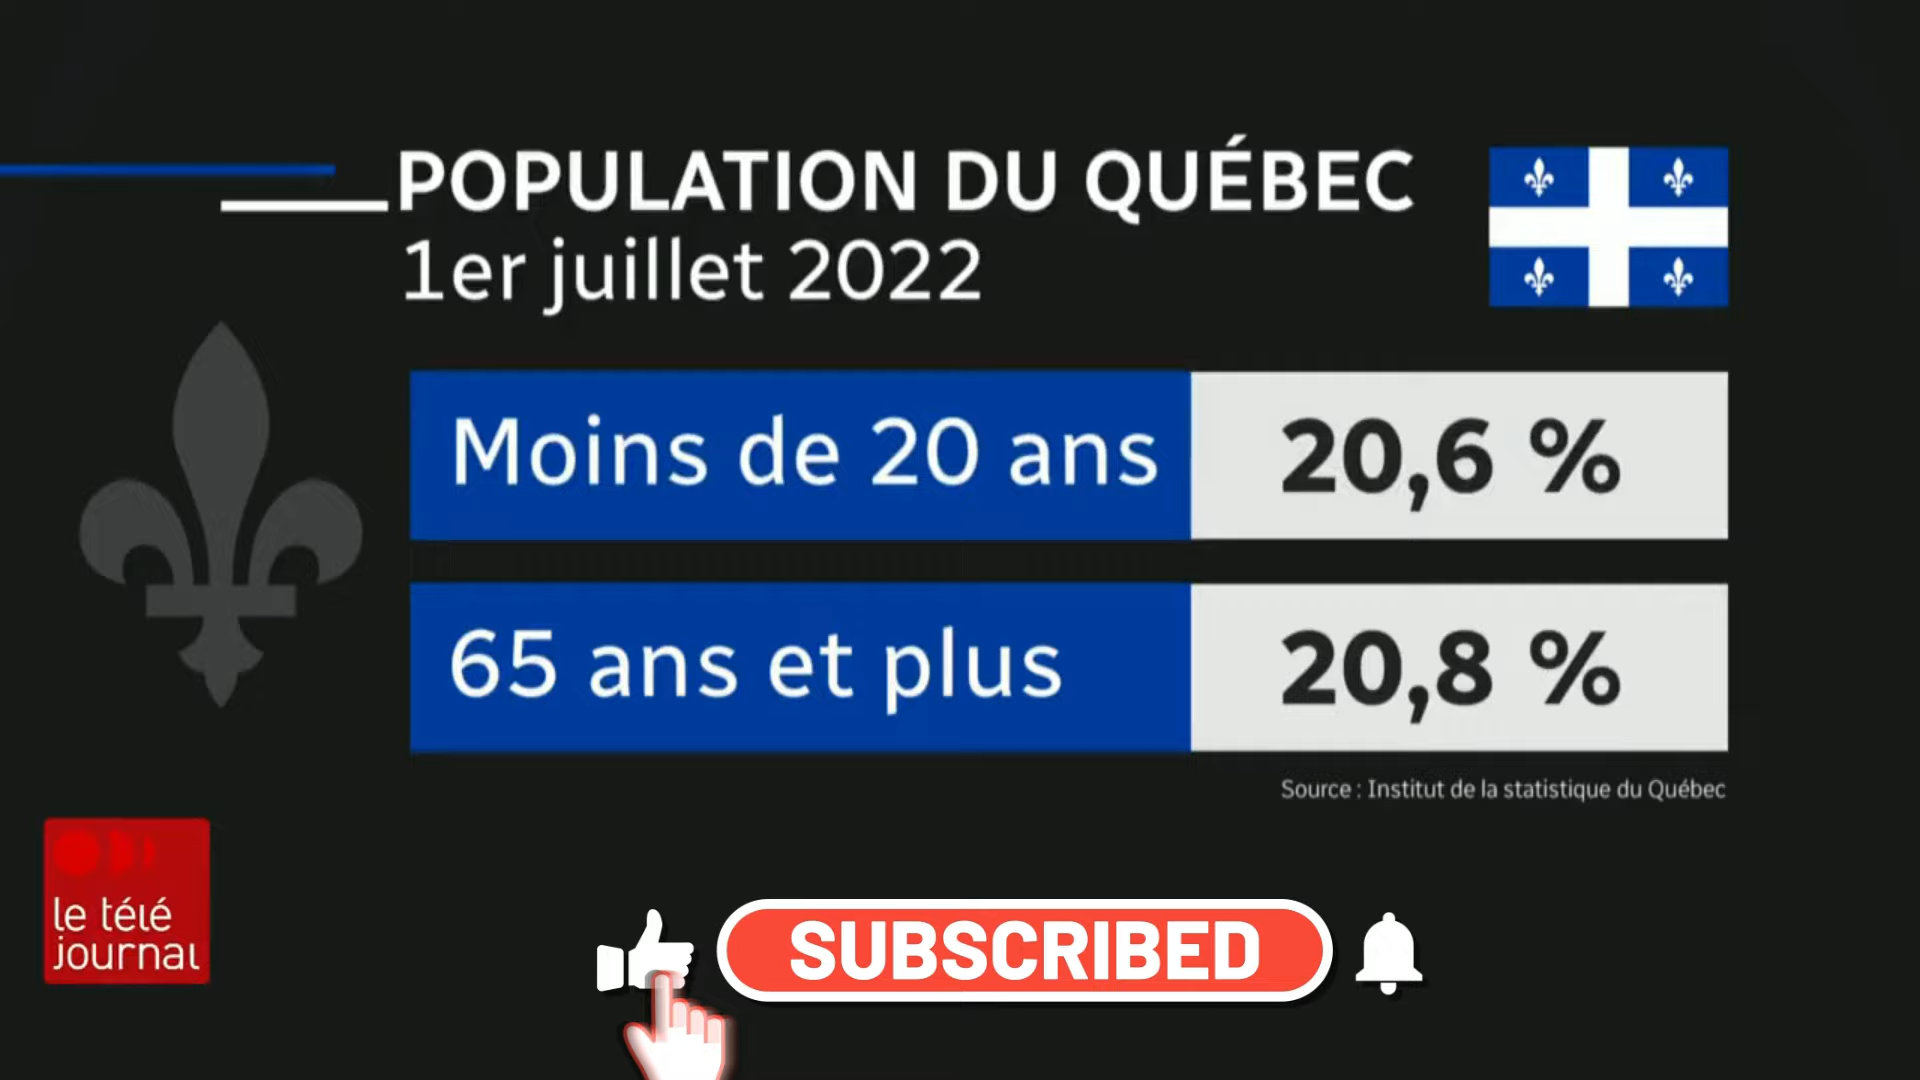 POPULATION DU QUÉBEC
1er juillet 2022
Moins de 20 ans 20,6 %
65 ans et plus 20,8 %
Source : Institut de la statistique du Québec
le télé
journal
SUBSCRIBED